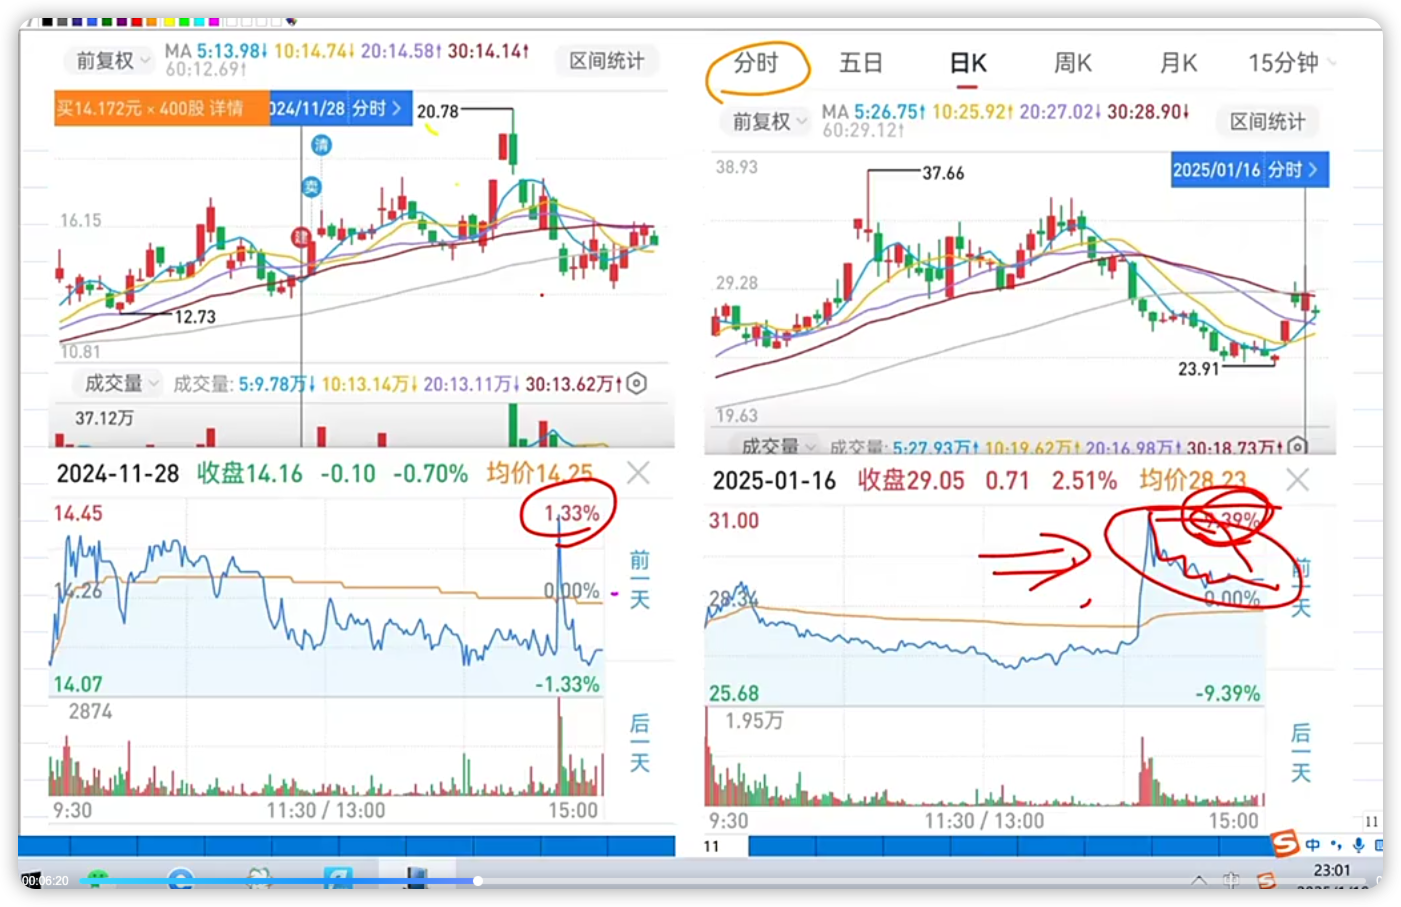 前复权 MA 5:13.98↓ 10:14.74↓ 20:14.58↑ 30:14.14↑ 区间统计
60:12.69↑
买14.172元×400股 详情 024/11/28 分时 >
20.78
清
卖
建
16.15
12.73
10.81
成交量 成交量: 5:9.78万↓ 10:13.14万↓ 20:13.11万↓ 30:13.62万↑
37.12万
2024-11-28 收盘14.16 -0.10 -0.70% 均价14.25
14.45 1.33%
14.26 0.00%
14.07 -1.33%
2874
前一天
后一天
9:30 11:30 / 13:00 15:00
分时 五日 日K 周K 月K 15分钟
前复权 MA 5:26.75↑ 10:25.92↑ 20:27.02↓ 30:28.90↓ 区间统计
60:29.12↑
38.93
2025/01/16 分时 >
37.66
29.28
23.91
19.63
成交量 成交量: 5:27.93万↑ 10:19.62万↑ 20:16.98万↑ 30:18.73万↑
2025-01-16 收盘29.05 0.71 2.51% 均价28.23
31.00 9.39%
28.34 0.00%
25.68 -9.39%
1.95万
前一天
后一天
9:30 11:30 / 13:00 15:00
11
11
中
00:06:20
中
23:01